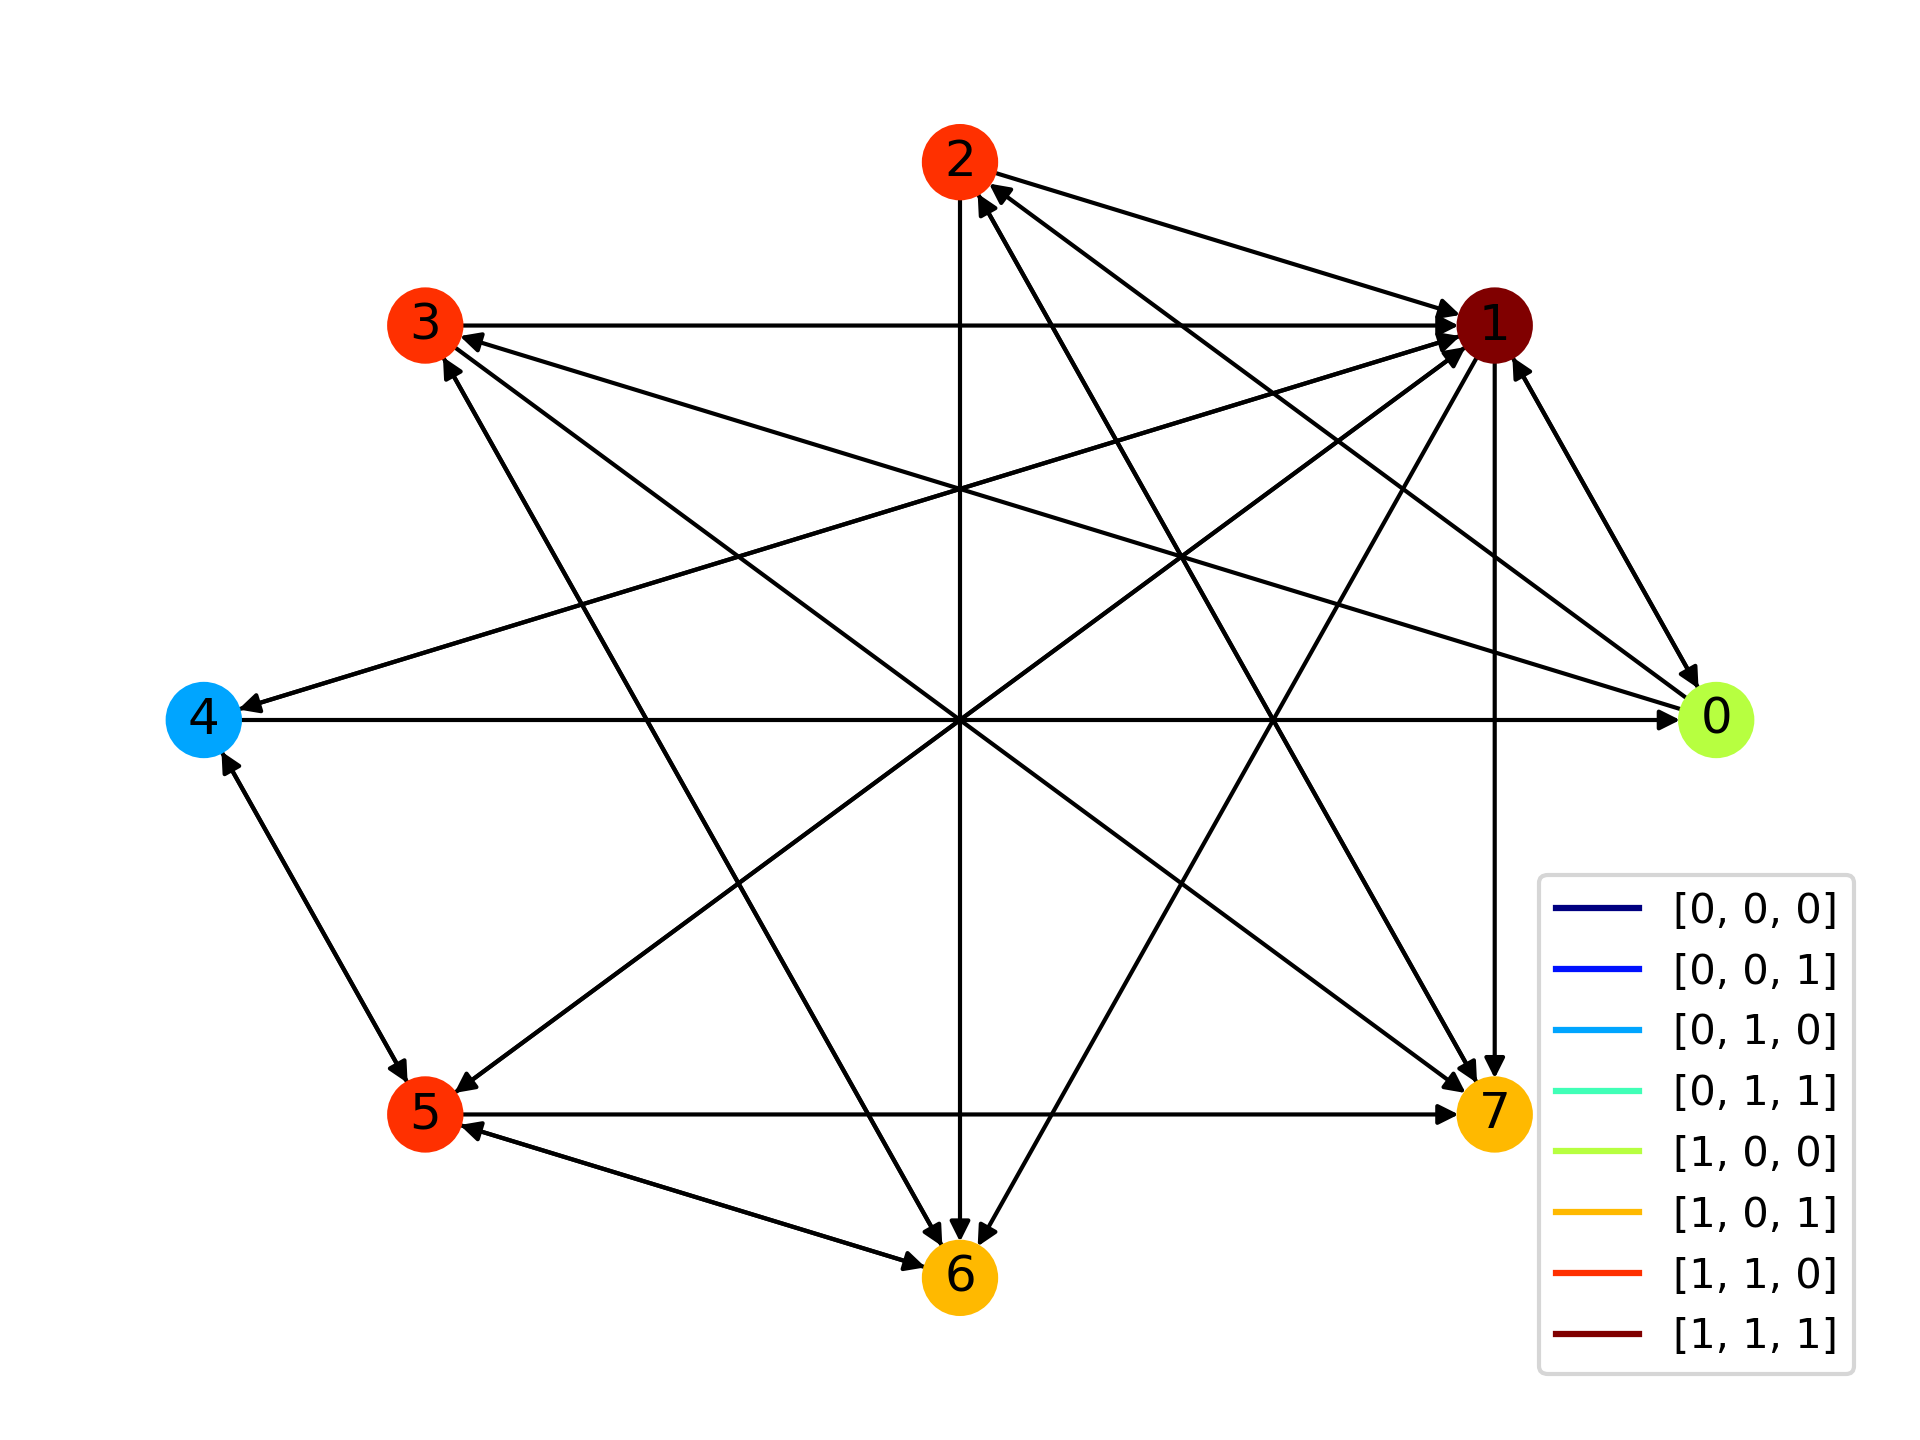 2
3
1
4
0
5
7
6
[0, 0, 0]
[0, 0, 1]
[0, 1, 0]
[0, 1, 1]
[1, 0, 0]
[1, 0, 1]
[1, 1, 0]
[1, 1, 1]